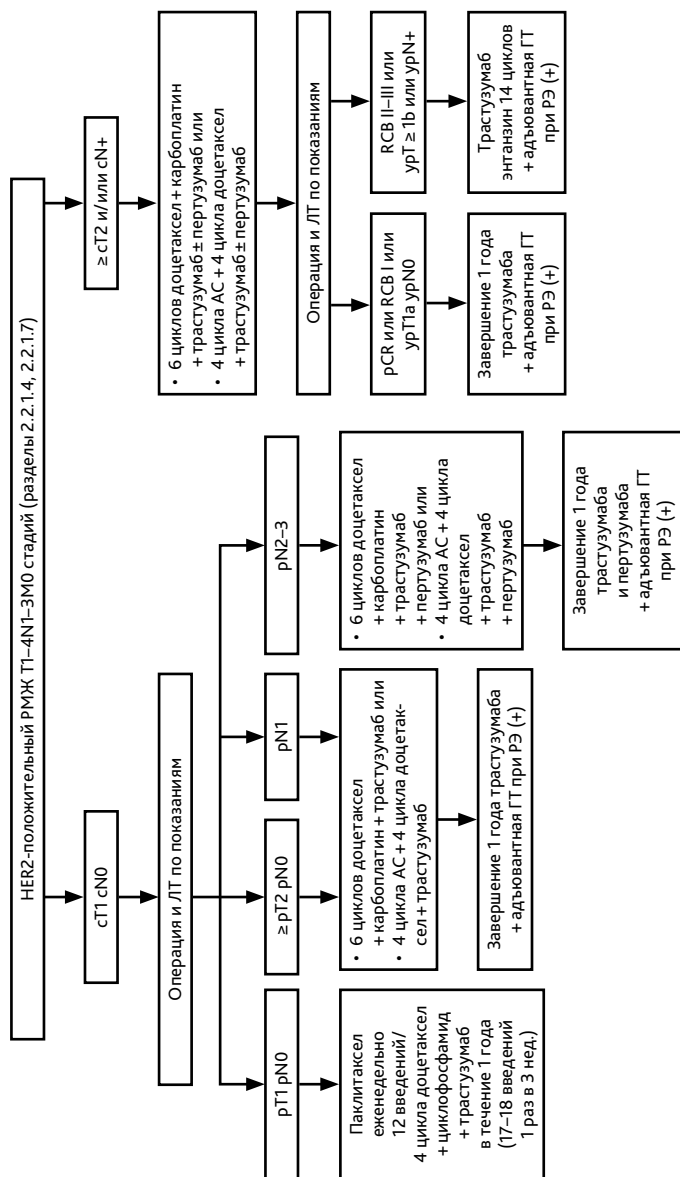 HER2-положительный РМЖ T1–4N1–3M0 стадий (разделы 2.2.1.4, 2.2.1.7)
cT1 cN0
Операция и ЛТ по показаниям
pT1 pN0
Паклитаксел
еженедельно
12 введений/
4 цикла доцетаксел
+ циклофосфамид
+ трастузумаб
в течение 1 года
(17–18 введений
1 раз в 3 нед.)
≥ pT2 pN0
pN1
• 6 циклов доцетаксел
+ карбоплатин + трастузумаб или
• 4 цикла АС + 4 цикла доцетак-
сел + трастузумаб
Завершение 1 года трастузумаба
+ адъювантная ГТ при РЭ (+)
pN2–3
• 6 циклов доцетаксел
+ карбоплатин
+ трастузумаб
+ пертузумаб или
• 4 цикла АС + 4 цикла
доцетаксел
+ трастузумаб
+ пертузумаб
Завершение 1 года
трастузумаба
и пертузумаба
+ адъювантная ГТ
при РЭ (+)
≥ cT2 и/или cN+
• 6 циклов доцетаксел + карбоплатин
+ трастузумаб ± пертузумаб или
• 4 цикла АС + 4 цикла доцетаксел
+ трастузумаб ± пертузумаб
Операция и ЛТ по показаниям
pCR или RCB I или
ypT1a ypN0
Завершение 1 года
трастузумаба
+ адъювантная ГТ
при РЭ (+)
RCB II–III или
ypT ≥ 1b или ypN+
Трастузумаб
энтанзин 14 циклов
+ адъювантная ГТ
при РЭ (+)